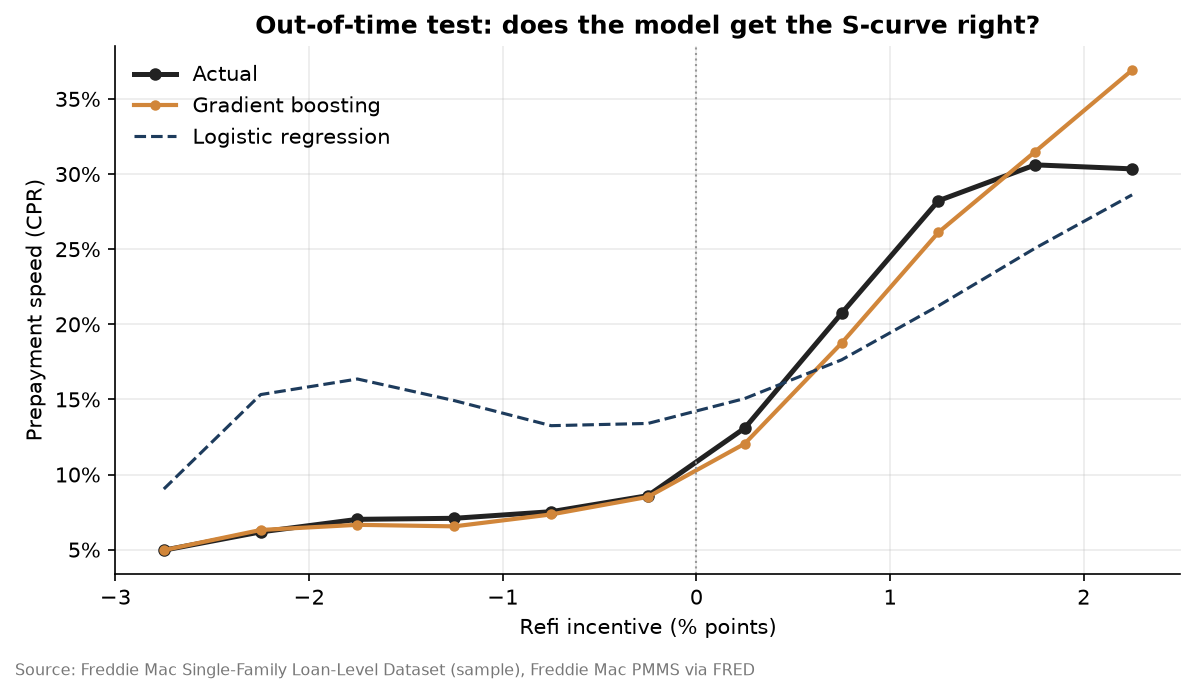 Out-of-time test: does the model get the S-curve right?
Actual
Gradient boosting
Logistic regression
Prepayment speed (CPR)
35%
30%
25%
20%
15%
10%
5%
−3
−2
−1
0
1
2
Refi incentive (% points)
Source: Freddie Mac Single-Family Loan-Level Dataset (sample), Freddie Mac PMMS via FRED